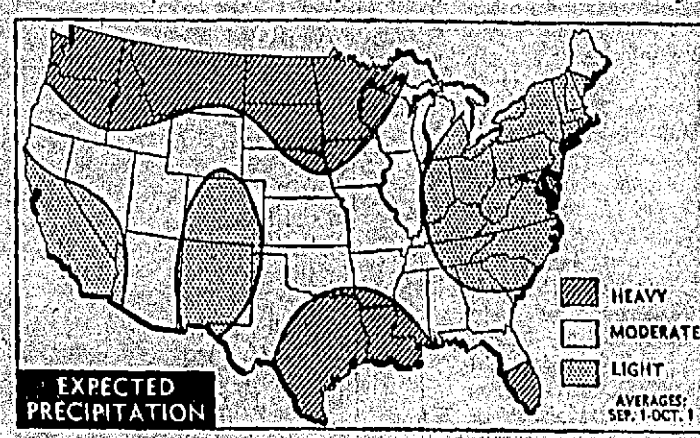 HEAVY
MODERATE
LIGHT
AVERAGES:
SEP. 1-OCT. 1
EXPECTED
PRECIPITATION